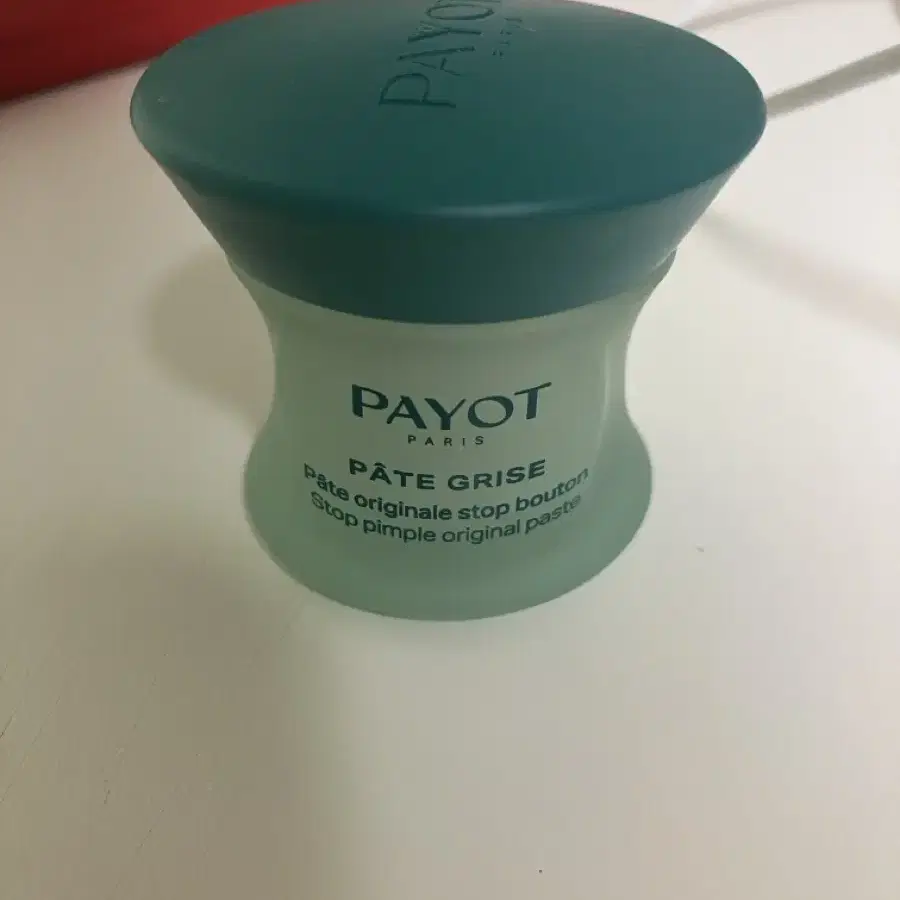 PAYOT
PAYOT
PARIS
PÂTE GRISE
Pâte originale stop bouton
Stop pimple original paste